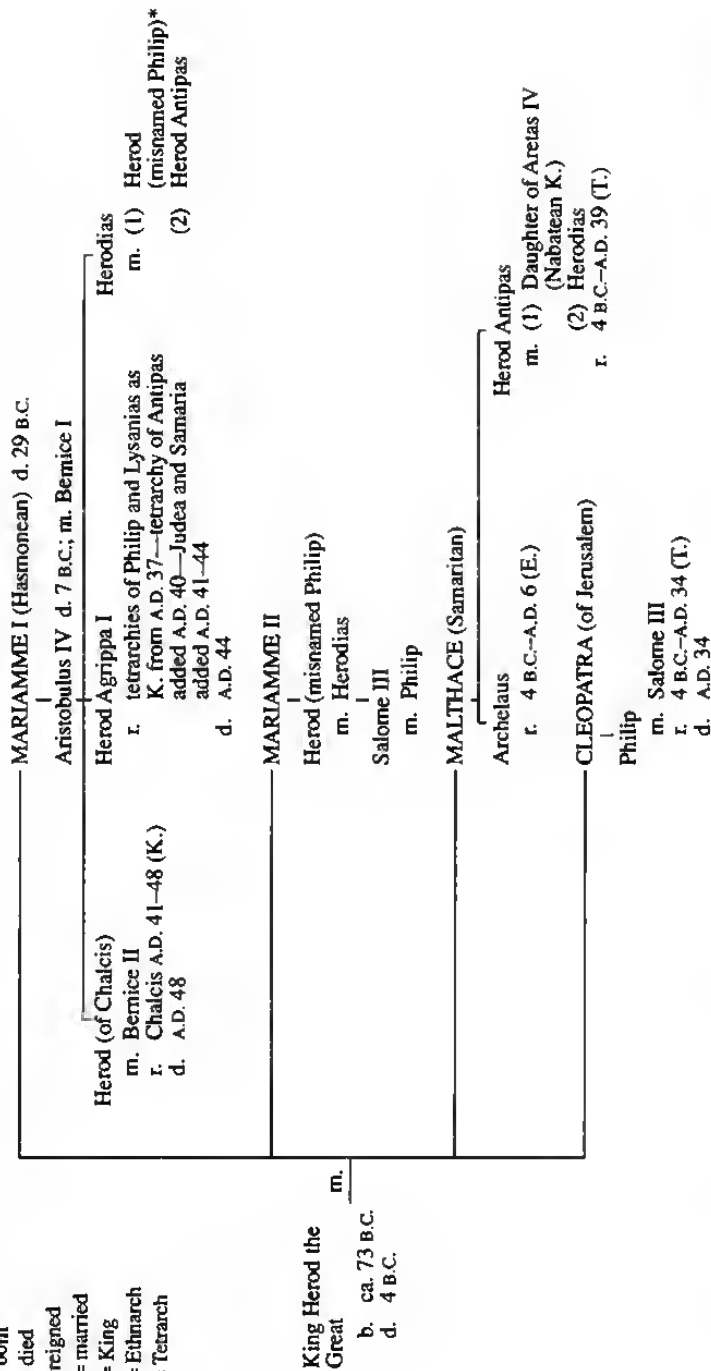 died
reigned
= married
= King
= Ethnarch
= Tetrarch
King Herod the
Great
b. ca. 73 B.C.
d. 4 B.C.
m.
MARIAMME I (Hasmonean) d. 29 B.C.
Aristobulus IV d. 7 B.C.; m. Bernice I
Herod (of Chalcis)
m. Bernice II
r. Chalcis A.D. 41–48 (K.)
d. A.D. 48
Herod Agrippa I
r. tetrarchies of Philip and Lysanias as
K. from A.D. 37—tetrarchy of Antipas
added A.D. 40—Judea and Samaria
added A.D. 41–44
d. A.D. 44
Herodias
m. (1) Herod
(misnamed Philip)*
(2) Herod Antipas
MARIAMME II
Herod (misnamed Philip)
m. Herodias
Salome III
m. Philip
MALTHACE (Samaritan)
Archelaus
r. 4 B.C.–A.D. 6 (E.)
Herod Antipas
m. (1) Daughter of Aretas IV
(Nabatean K.)
(2) Herodias
r. 4 B.C.–A.D. 39 (T.)
CLEOPATRA (of Jerusalem)
Philip
m. Salome III
r. 4 B.C.–A.D. 34 (T.)
d. A.D. 34